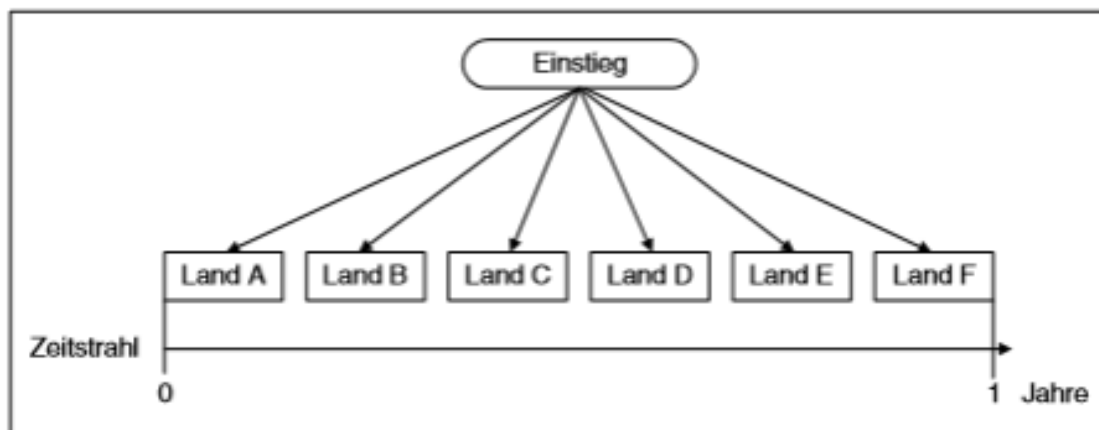 Einstieg
Land A Land B Land C Land D Land E Land F
Zeitstrahl
0 1 Jahre